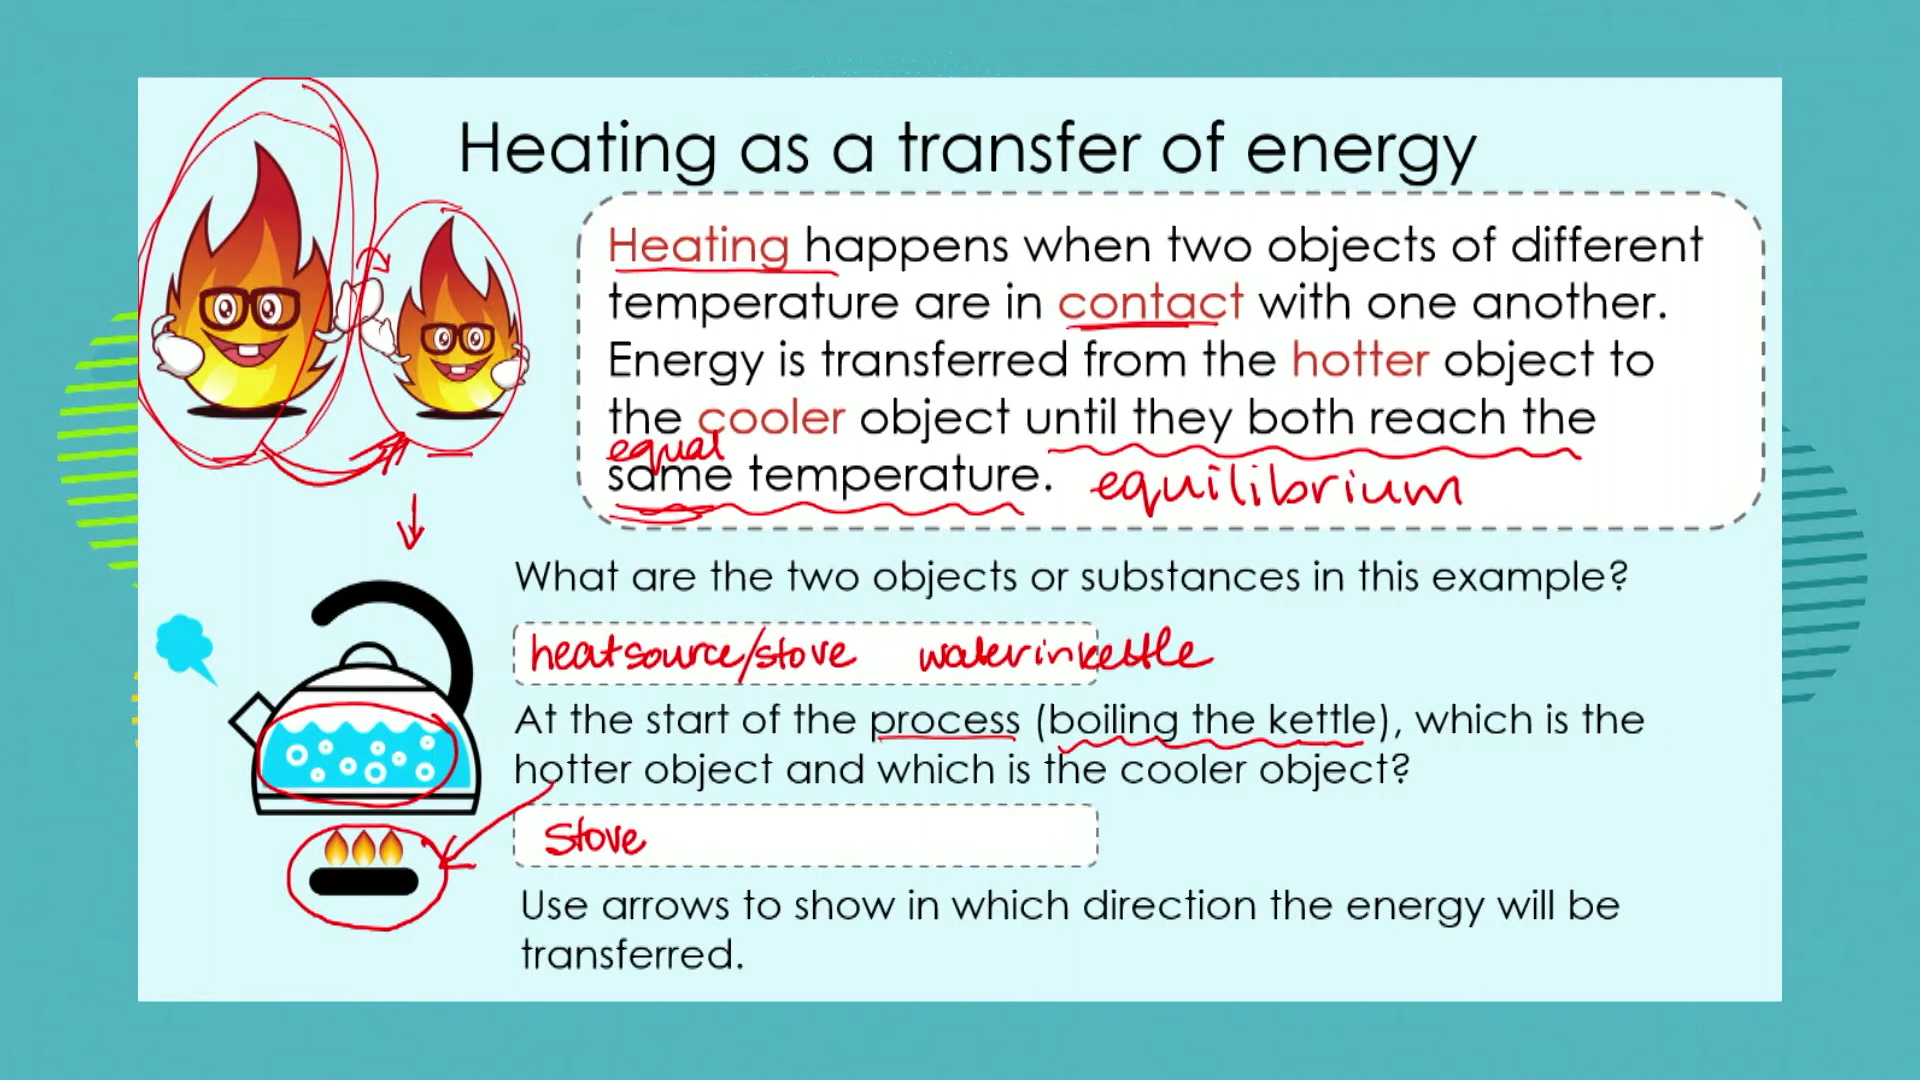 Heating as a transfer of energy
Heating happens when two objects of different
temperature are in contact with one another.
Energy is transferred from the hotter object to
the cooler object until they both reach the
equal
same temperature. equilibrium
What are the two objects or substances in this example?
heatsource/stove water in kettle
At the start of the process (boiling the kettle), which is the
hotter object and which is the cooler object?
Stove
Use arrows to show in which direction the energy will be
transferred.